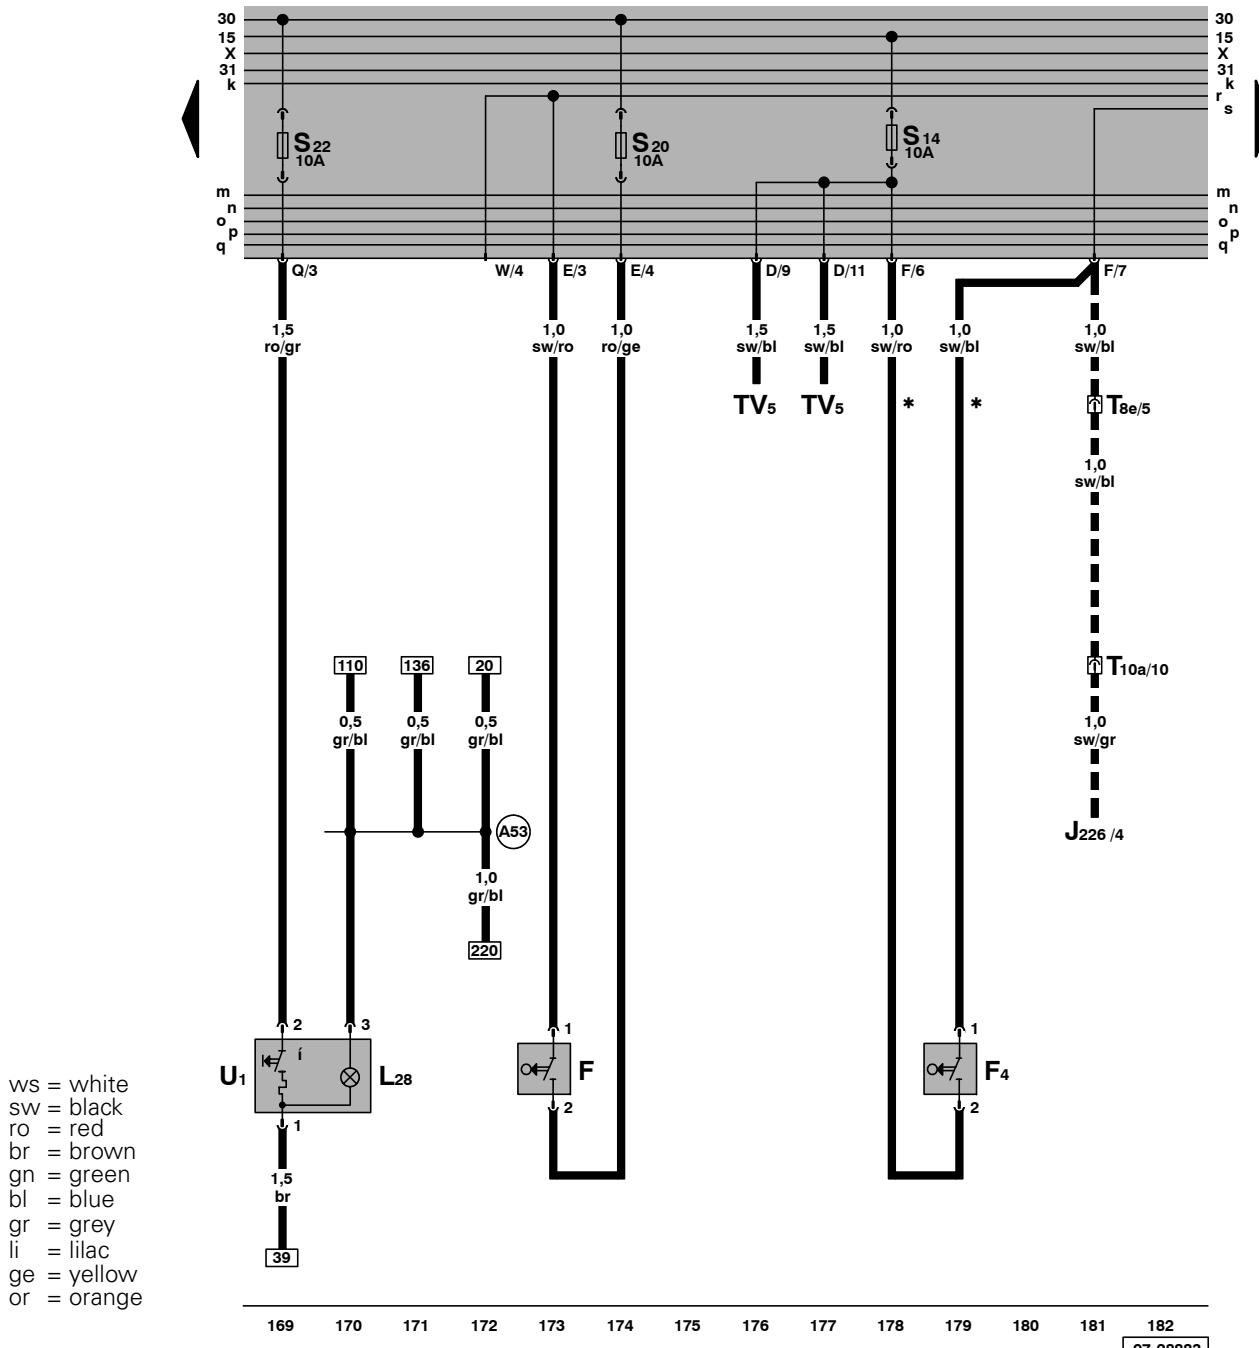 30 30
15 15
X X
31 31
k k
r
s
S22
10A
S20
10A
S14
10A
m m
n n
o o
p p
q q
Q/3 W/4 E/3 E/4 D/9 D/11 F/6 F/7
1,5 1,0 1,0 1,5 1,5 1,0 1,0 1,0
ro/gr sw/ro ro/ge sw/bl sw/bl sw/ro sw/bl sw/bl
TV5 TV5 * * T8e/5
1,0
sw/bl
110 136 20 T10a/10
0,5 0,5 0,5 1,0
gr/bl gr/bl gr/bl sw/gr
A53 J226 /4
1,0
gr/bl
220
2 3 1 1
í
U1 L28 F F4
1 2 2
ws = white
sw = black
ro = red
br = brown
gn = green
bl = blue
gr = grey
li = lilac
ge = yellow
or = orange
1,5
br
39
169 170 171 172 173 174 175 176 177 178 179 180 181 182